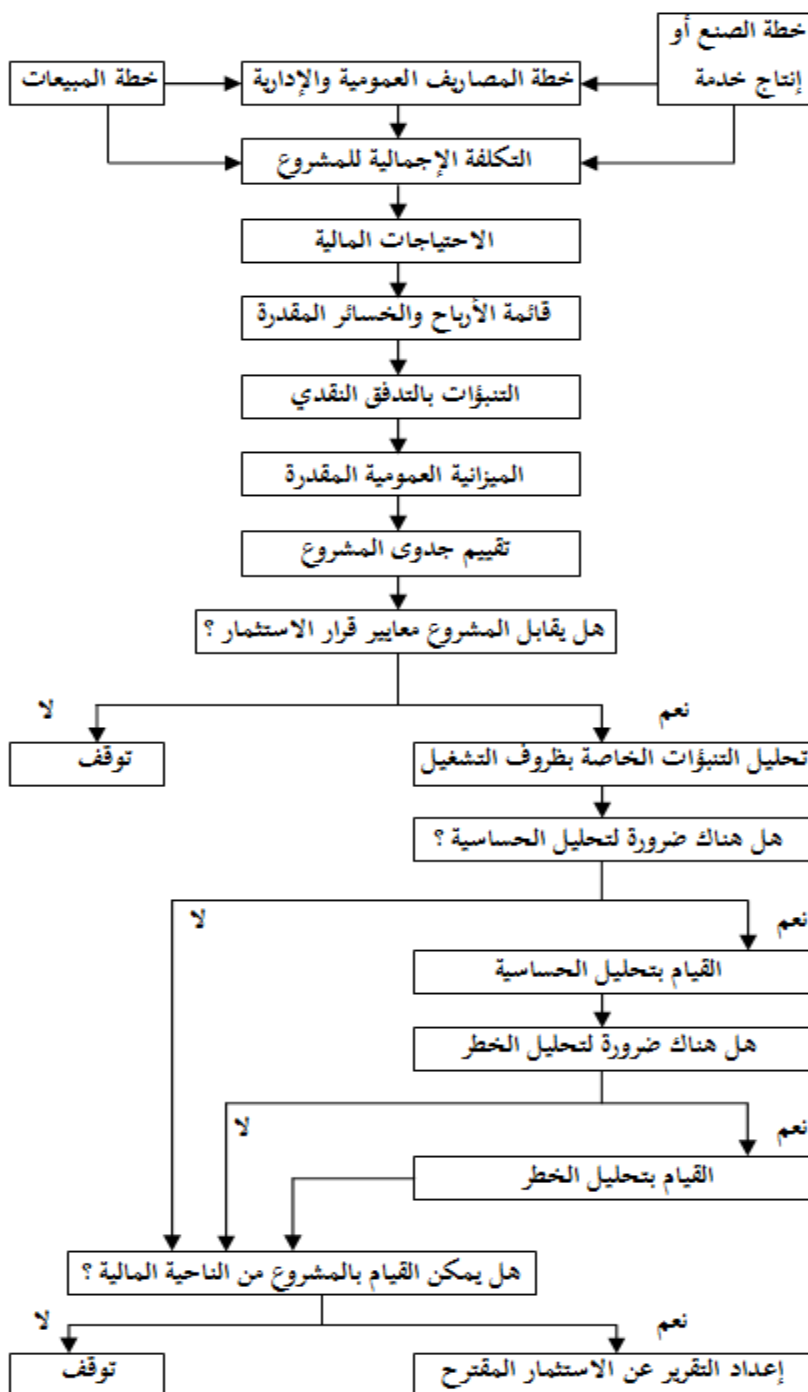 خطة الصنع أو
إنتاج خدمة
خطة المصاريف العمومية والإدارية
خطة المبيعات
التكلفة الإجمالية للمشروع
الاحتياجات المالية
قائمة الأرباح والخسائر المقدرة
التنبؤات بالتدفق النقدي
الميزانية العمومية المقدرة
تقييم جدوى المشروع
هل يقابل المشروع معايير قرار الاستثمار ؟
نعم
لا
تحليل التنبؤات الخاصة بظروف التشغيل
توقف
هل هناك ضرورة لتحليل الحساسية ؟
نعم
لا
القيام بتحليل الحساسية
هل هناك ضرورة لتحليل الخطر
نعم
لا
القيام بتحليل الخطر
هل يمكن القيام بالمشروع من الناحية المالية ؟
نعم
لا
إعداد التقرير عن الاستثمار المقترح
توقف